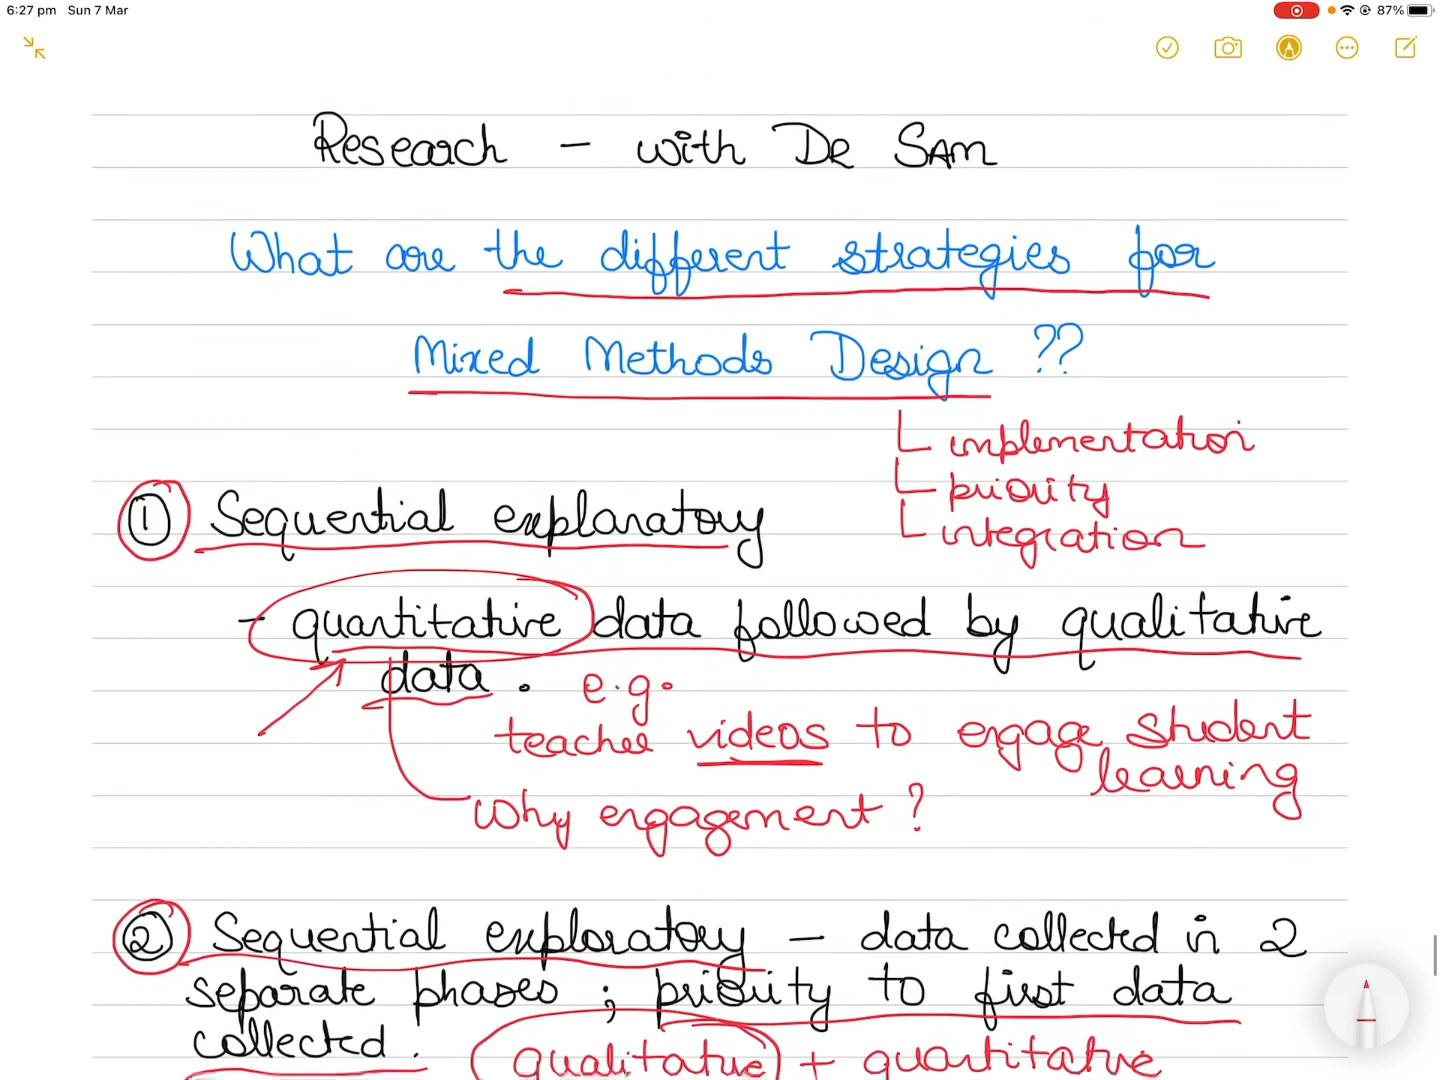 6:27 pm Sun 7 Mar
87%
Research - with DR SAM
What are the different strategies for
Mixed Methods Design ??
implementation
priority
integration
① Sequential explanatory
- quantitative data followed by qualitative
data . e.g.
teacher videos to engage student
learning
Why engagement ?
② Sequential exploratory - data collected in 2
separate phases ; priority to first data
collected .
qualitative + quantitative